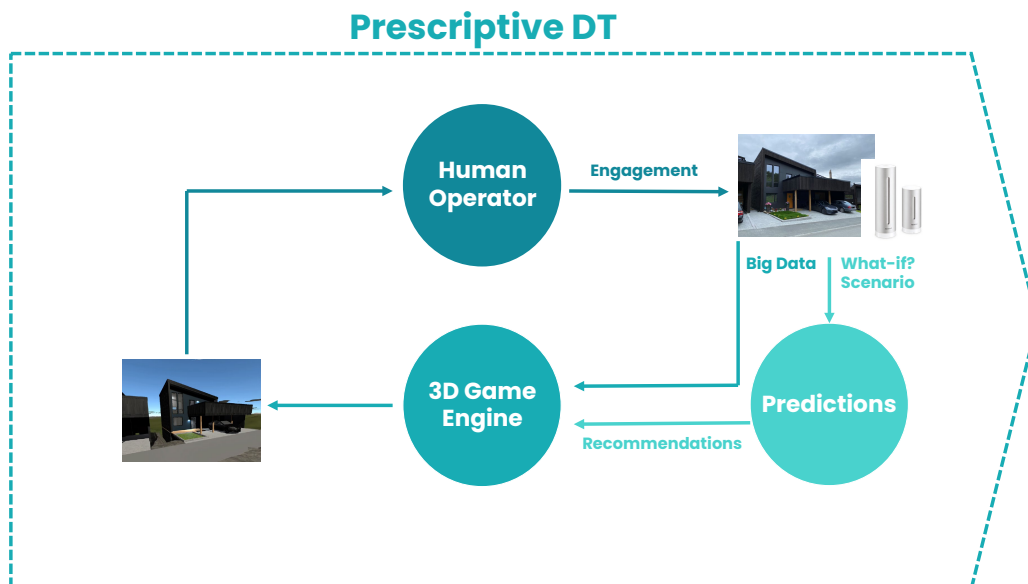 Prescriptive DT
Human
Operator
Engagement
Big Data
What-if?
Scenario
3D Game
Engine
Predictions
Recommendations